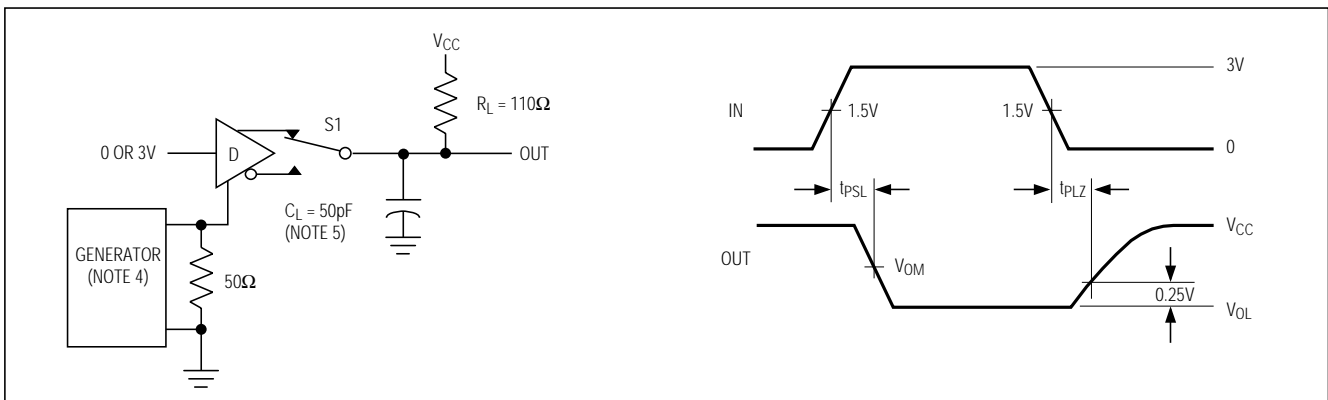 VCC
RL = 110Ω
S1
0 OR 3V
D
OUT
CL = 50pF
(NOTE 5)
GENERATOR
(NOTE 4)
50Ω
3V
IN
1.5V
1.5V
0
tPSL
tPLZ
VCC
OUT
VOM
0.25V
VOL